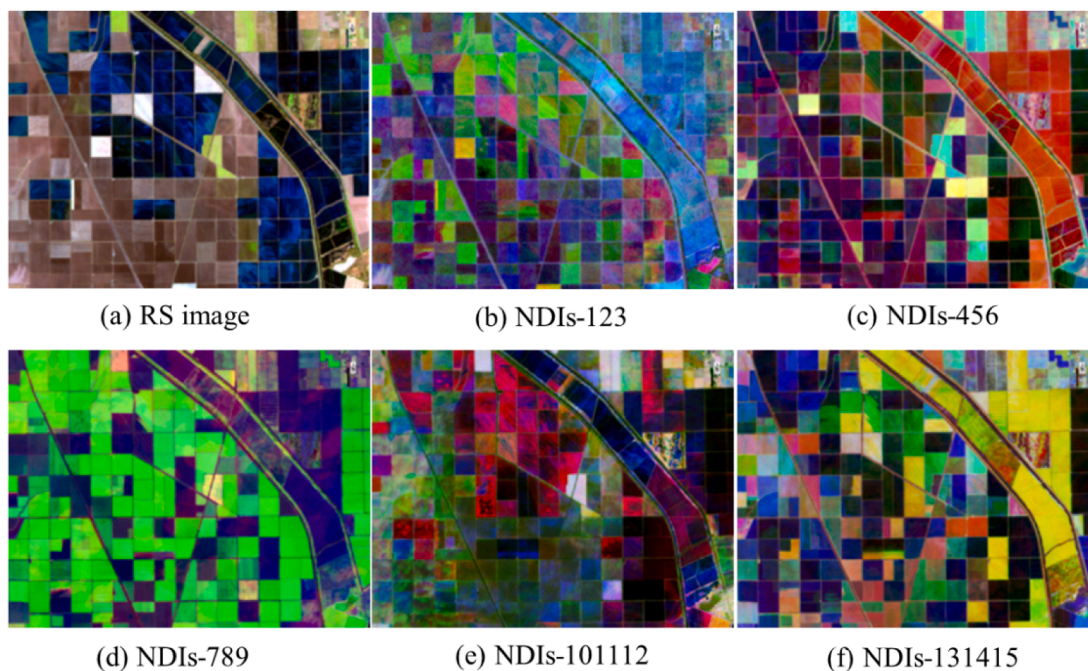 (a) RS image
(b) NDIs-123
(c) NDIs-456
(d) NDIs-789
(e) NDIs-101112
(f) NDIs-131415